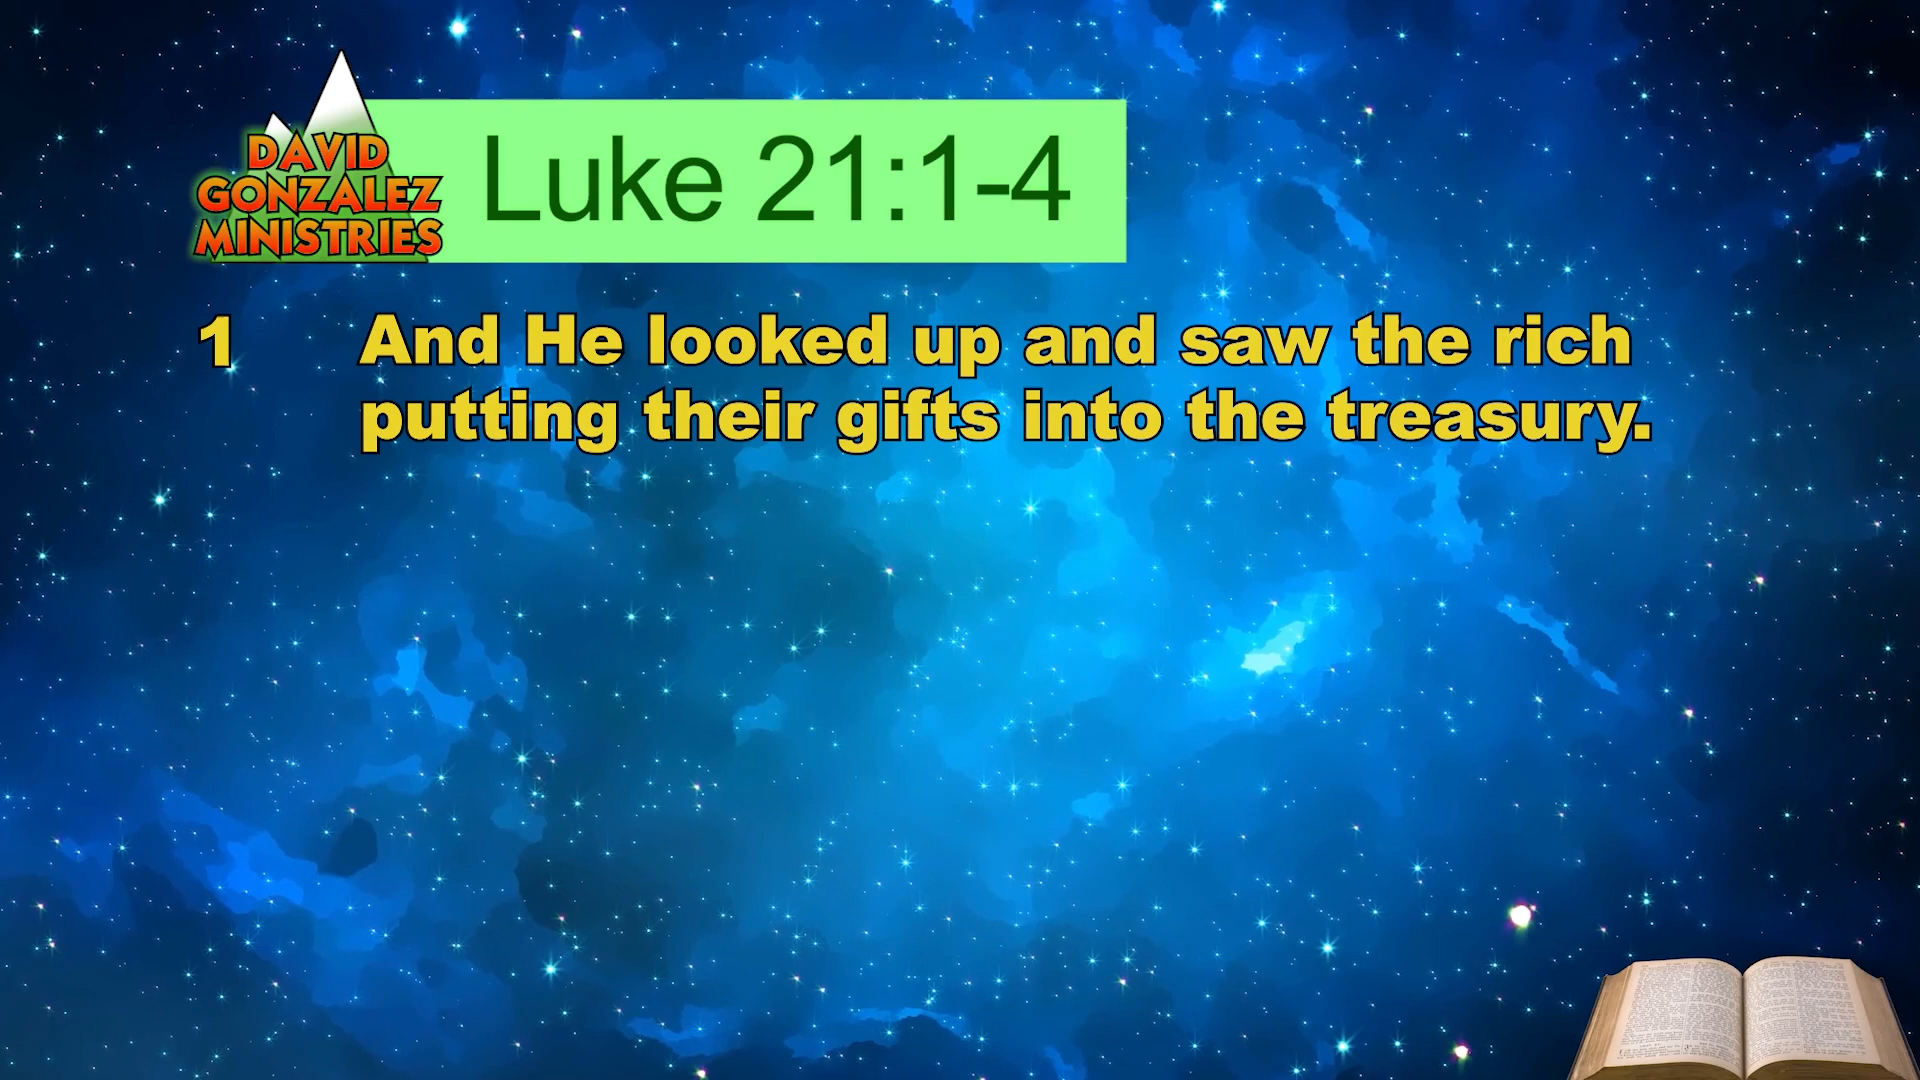 DAVID
GONZALEZ
MINISTRIES
Luke 21:1-4
1 And He looked up and saw the rich
putting their gifts into the treasury.